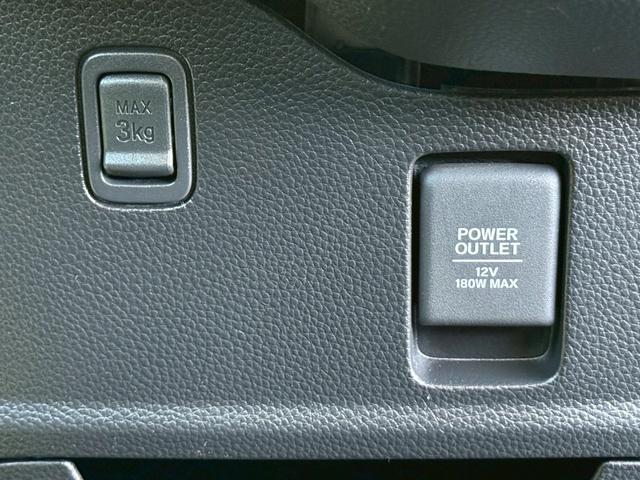 MAX
3kg
POWER
OUTLET
12V
180W MAX